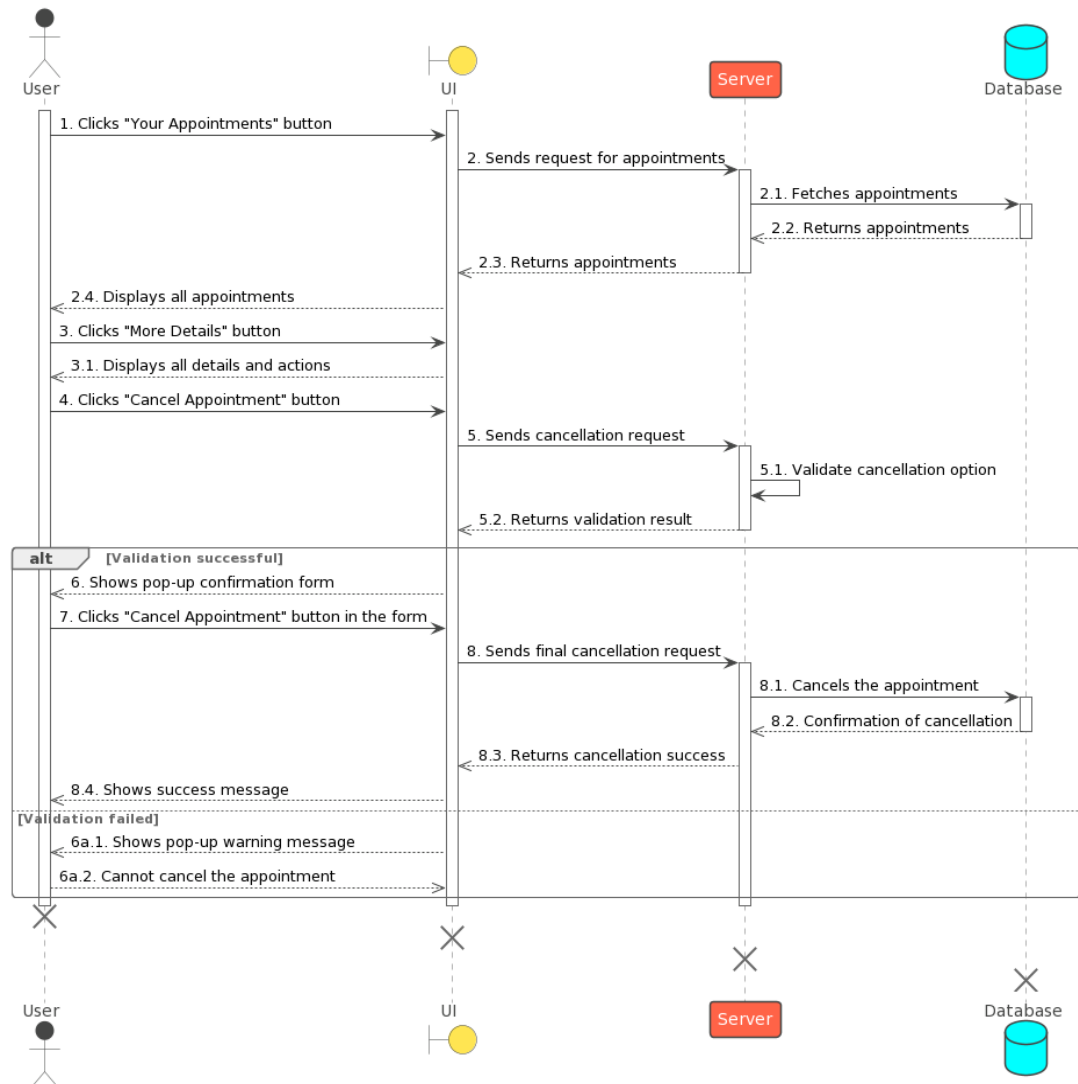 User
UI
Server
Database
1. Clicks "Your Appointments" button
2. Sends request for appointments
2.1. Fetches appointments
2.2. Returns appointments
2.3. Returns appointments
2.4. Displays all appointments
3. Clicks "More Details" button
3.1. Displays all details and actions
4. Clicks "Cancel Appointment" button
5. Sends cancellation request
5.1. Validate cancellation option
5.2. Returns validation result
alt [Validation successful]
6. Shows pop-up confirmation form
7. Clicks "Cancel Appointment" button in the form
8. Sends final cancellation request
8.1. Cancels the appointment
8.2. Confirmation of cancellation
8.3. Returns cancellation success
8.4. Shows success message
[Validation failed]
6a.1. Shows pop-up warning message
6a.2. Cannot cancel the appointment
User
UI
Server
Database